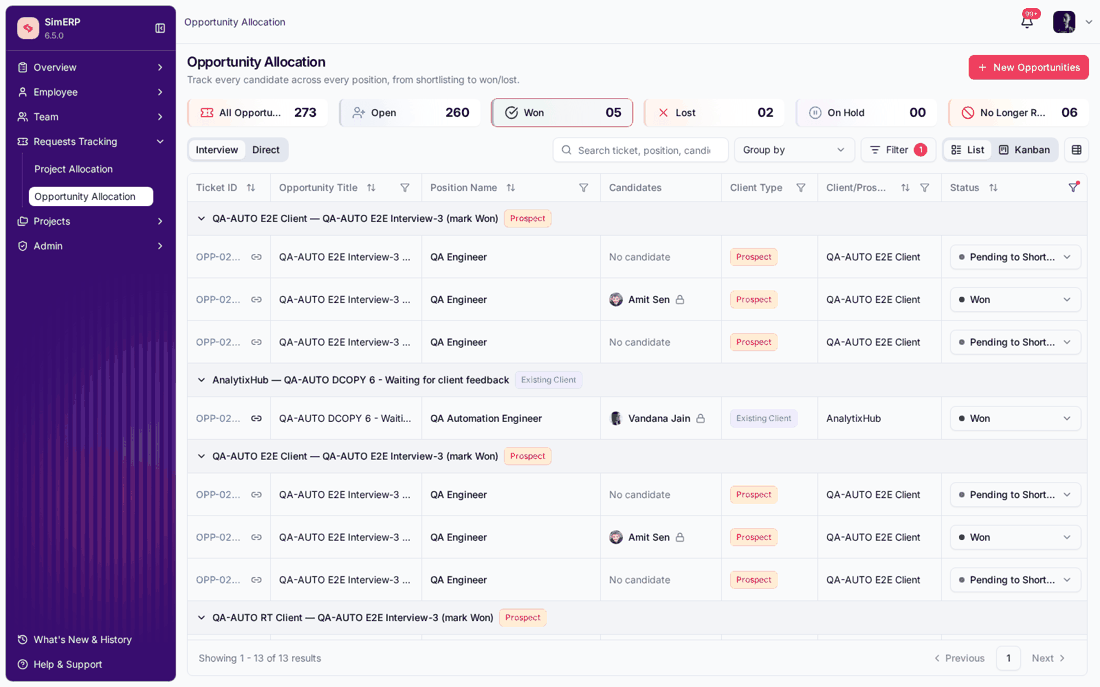 SimERP
6.5.0
Overview
Employee
Team
Requests Tracking
Project Allocation
Opportunity Allocation
Projects
Admin
What's New & History
Help & Support
Opportunity Allocation
99+
Opportunity Allocation
Track every candidate across every position, from shortlisting to won/lost.
+ New Opportunities
All Opportu... 273
Open 260
Won 05
Lost 02
On Hold 00
No Longer R... 06
Interview Direct
Search ticket, position, candi
Group by
Filter 1
List Kanban
Ticket ID Opportunity Title Position Name Candidates Client Type Client/Pros... Status
QA-AUTO E2E Client — QA-AUTO E2E Interview-3 (mark Won) Prospect
OPP-02... QA-AUTO E2E Interview-3 ... QA Engineer No candidate Prospect QA-AUTO E2E Client Pending to Short...
OPP-02... QA-AUTO E2E Interview-3 ... QA Engineer Amit Sen Prospect QA-AUTO E2E Client Won
OPP-02... QA-AUTO E2E Interview-3 ... QA Engineer No candidate Prospect QA-AUTO E2E Client Pending to Short...
AnalytixHub — QA-AUTO DCOPY 6 - Waiting for client feedback Existing Client
OPP-02... QA-AUTO DCOPY 6 - Waiti... QA Automation Engineer Vandana Jain Existing Client AnalytixHub Won
QA-AUTO E2E Client — QA-AUTO E2E Interview-3 (mark Won) Prospect
OPP-02... QA-AUTO E2E Interview-3 ... QA Engineer No candidate Prospect QA-AUTO E2E Client Pending to Short...
OPP-02... QA-AUTO E2E Interview-3 ... QA Engineer Amit Sen Prospect QA-AUTO E2E Client Won
OPP-02... QA-AUTO E2E Interview-3 ... QA Engineer No candidate Prospect QA-AUTO E2E Client Pending to Short...
QA-AUTO RT Client — QA-AUTO E2E Interview-3 (mark Won) Prospect
Showing 1 - 13 of 13 results
Previous 1 Next